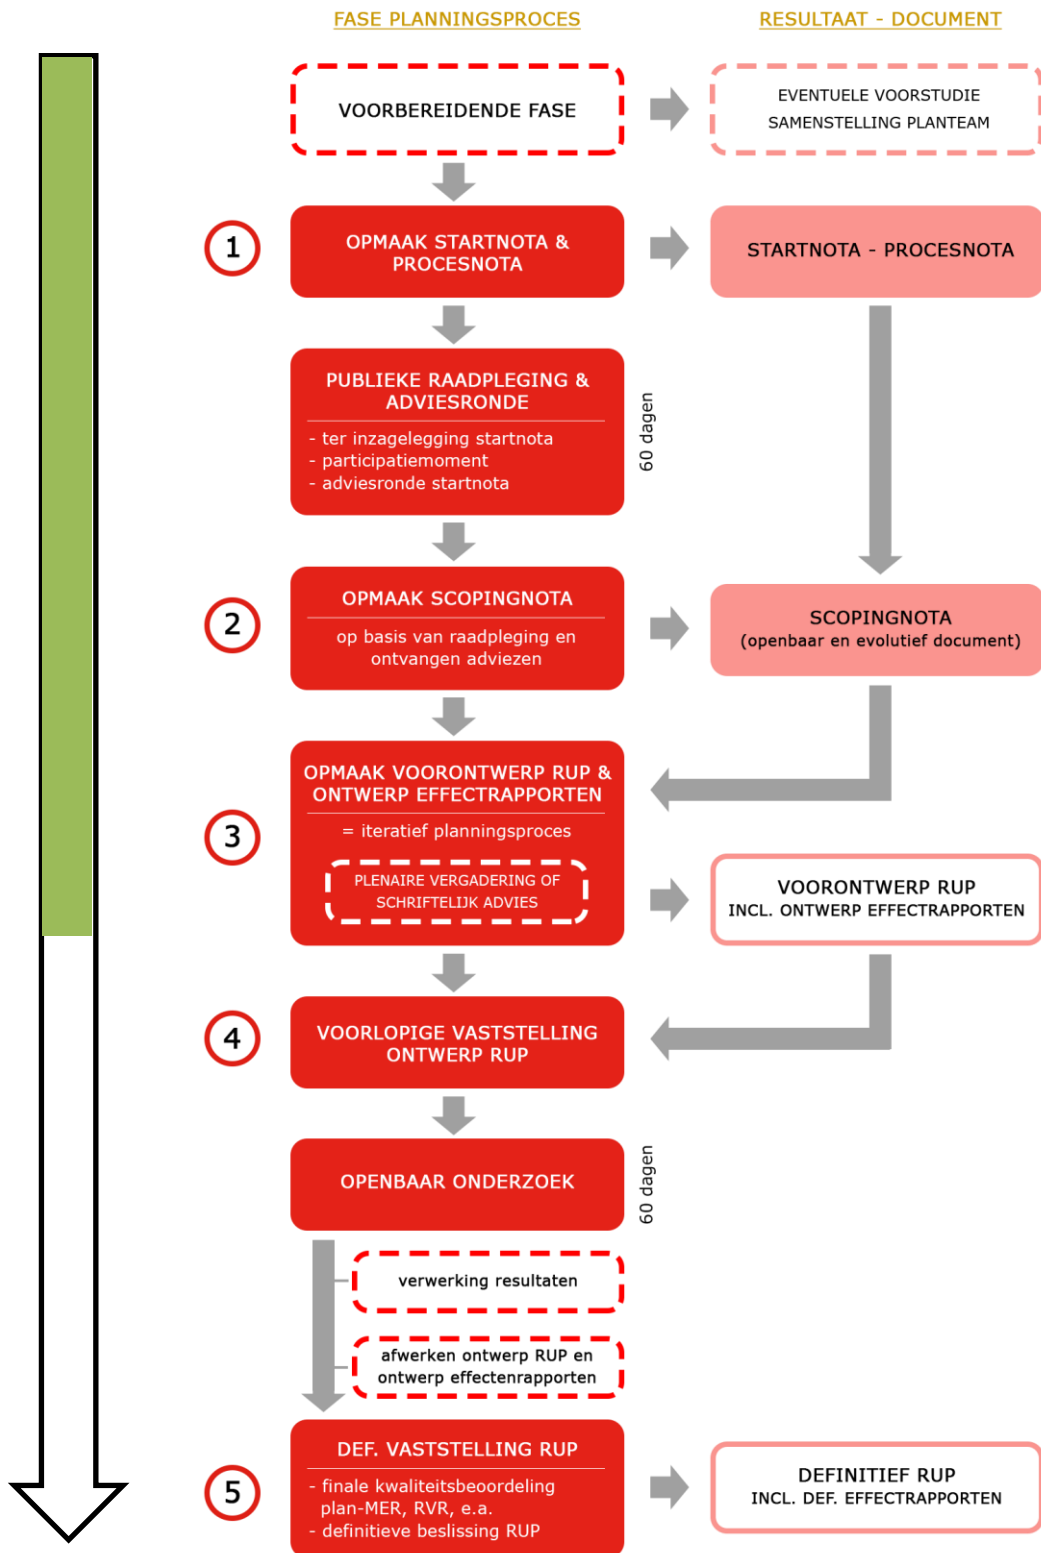 FASE PLANNINGSPROCES
RESULTAAT - DOCUMENT
VOORBEREIDENDE FASE
EVENTUELE VOORSTUDIE
SAMENSTELLING PLANTEAM
1
OPMAAK STARTNOTA &
PROCESNOTA
STARTNOTA - PROCESNOTA
PUBLIEKE RAADPLEGING &
ADVIESRONDE
- ter inzagelegging startnota
- participatiemoment
- adviesronde startnota
60 dagen
2
OPMAAK SCOPINGNOTA
op basis van raadpleging en
ontvangen adviezen
SCOPINGNOTA
(openbaar en evolutief document)
3
OPMAAK VOORONTWERP RUP &
ONTWERP EFFECTRAPPORTEN
= iteratief planningsproces
PLENAIRE VERGADERING OF
SCHRIFTELIJK ADVIES
VOORONTWERP RUP
INCL. ONTWERP EFFECTRAPPORTEN
4
VOORLOPIGE VASTSTELLING
ONTWERP RUP
OPENBAAR ONDERZOEK
60 dagen
verwerking resultaten
afwerken ontwerp RUP en
ontwerp effectenrapporten
5
DEF. VASTSTELLING RUP
- finale kwaliteitsbeoordeling
plan-MER, RVR, e.a.
- definitieve beslissing RUP
DEFINITIEF RUP
INCL. DEF. EFFECTRAPPORTEN